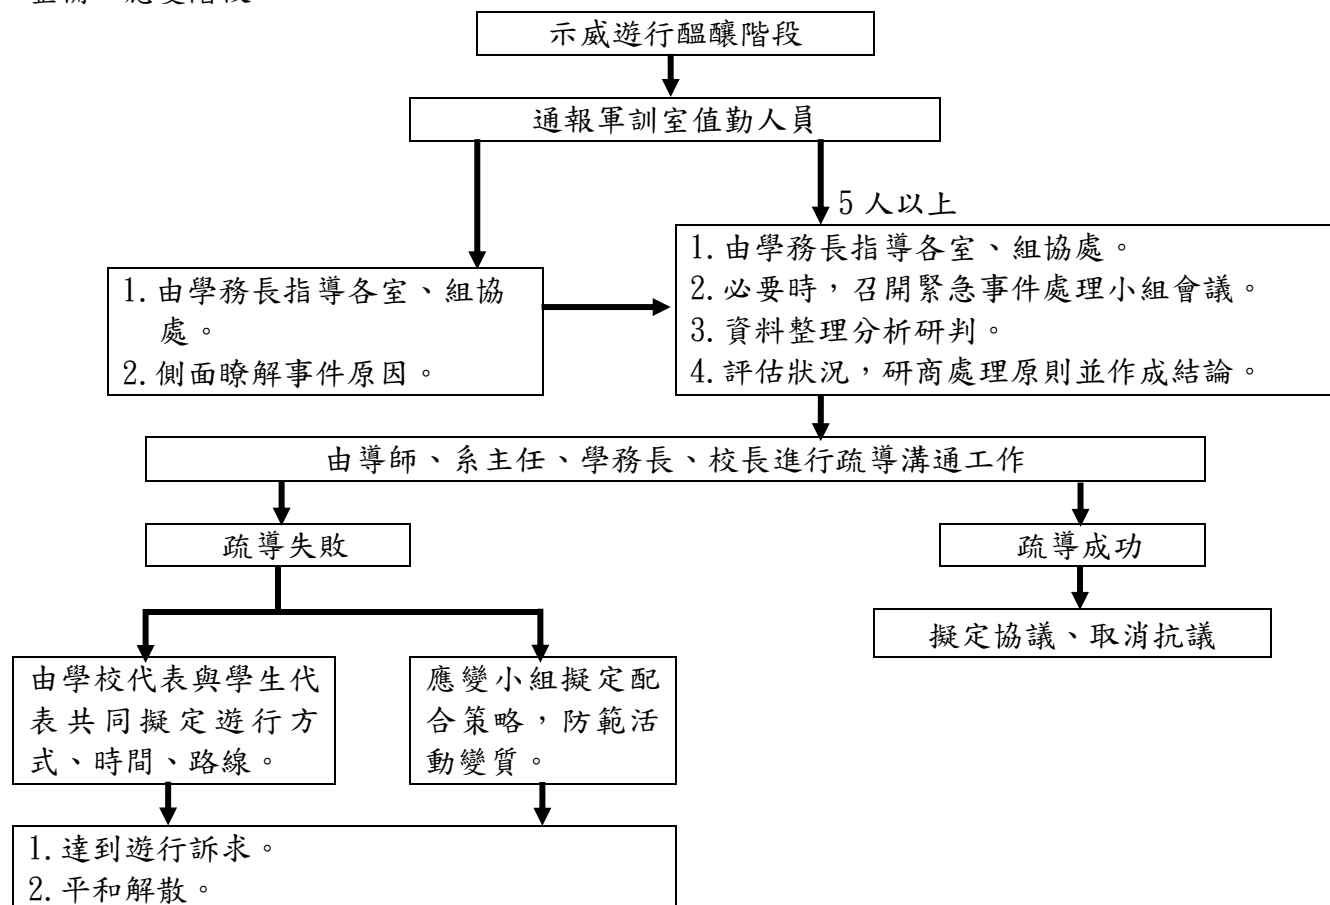 示威遊行醞釀階段
通報軍訓室值勤人員
5 人以上
1. 由學務長指導各室、組協
處。
2. 側面瞭解事件原因。
1. 由學務長指導各室、組協處。
2. 必要時，召開緊急事件處理小組會議。
3. 資料整理分析研判。
4. 評估狀況，研商處理原則並作成結論。
由導師、系主任、學務長、校長進行疏導溝通工作
疏導失敗
疏導成功
擬定協議、取消抗議
由學校代表與學生代
表共同擬定遊行方
式、時間、路線。
應變小組擬定配
合策略，防範活
動變質。
1. 達到遊行訴求。
2. 平和解散。